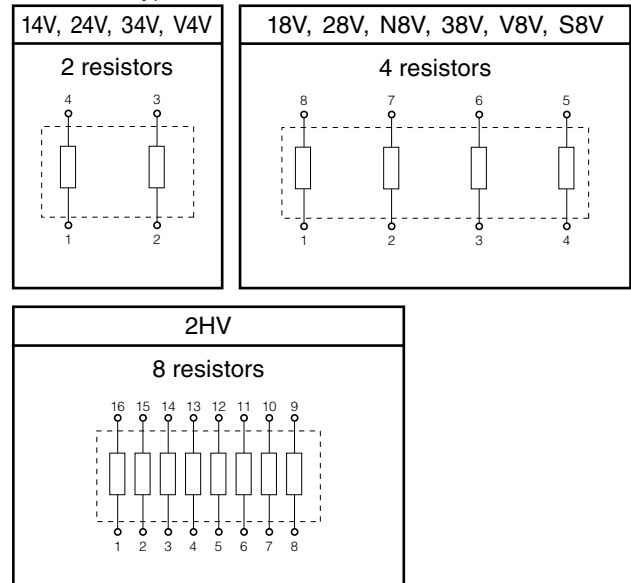 14V, 24V, 34V, V4V
2 resistors
4 3
1 2
18V, 28V, N8V, 38V, V8V, S8V
4 resistors
8 7 6 5
1 2 3 4
2HV
8 resistors
16 15 14 13 12 11 10 9
1 2 3 4 5 6 7 8